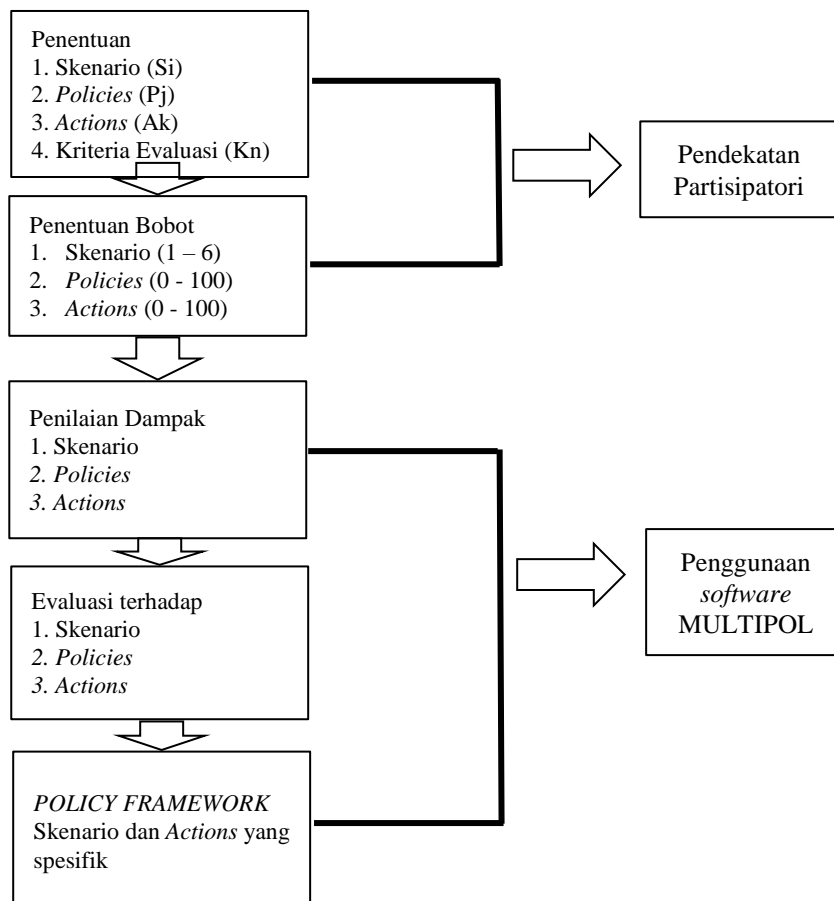 Penentuan
1. Skenario (Si)
2. Policies (Pj)
3. Actions (Ak)
4. Kriteria Evaluasi (Kn)
Pendekatan
Partisipatori
Penentuan Bobot
1. Skenario (1 – 6)
2. Policies (0 - 100)
3. Actions (0 - 100)
Penilaian Dampak
1. Skenario
2. Policies
3. Actions
Penggunaan
software
MULTIPOL
Evaluasi terhadap
1. Skenario
2. Policies
3. Actions
POLICY FRAMEWORK
Skenario dan Actions yang
spesifik